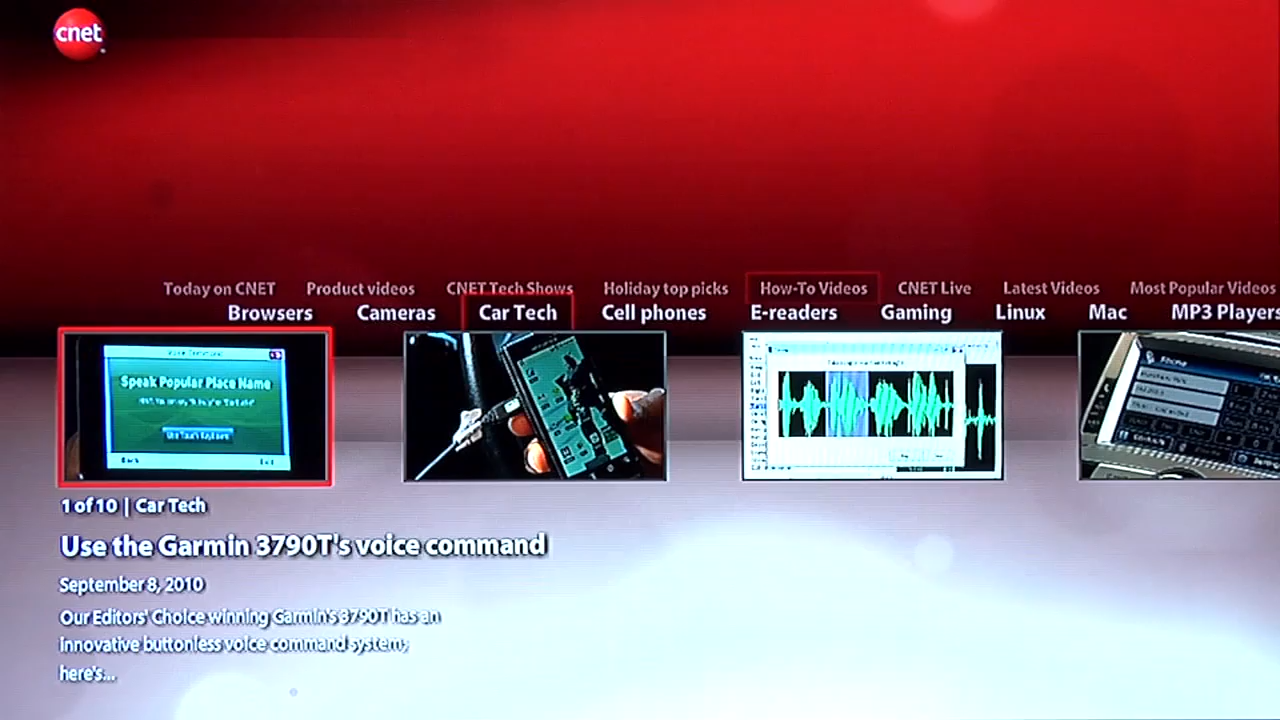 cnet
Today on CNET Product videos CNET Tech Shows Holiday top picks How-To Videos CNET Live Latest Videos Most Popular Videos
Browsers Cameras Car Tech Cell phones E-readers Gaming Linux Mac MP3 Players
Speak Popular Place Name
Back Exit
Phone
1 of 10 | Car Tech
Use the Garmin 3790T's voice command
September 8, 2010
Our Editors' Choice winning Garmin's 3790T has an
innovative buttonless voice command system;
here's...